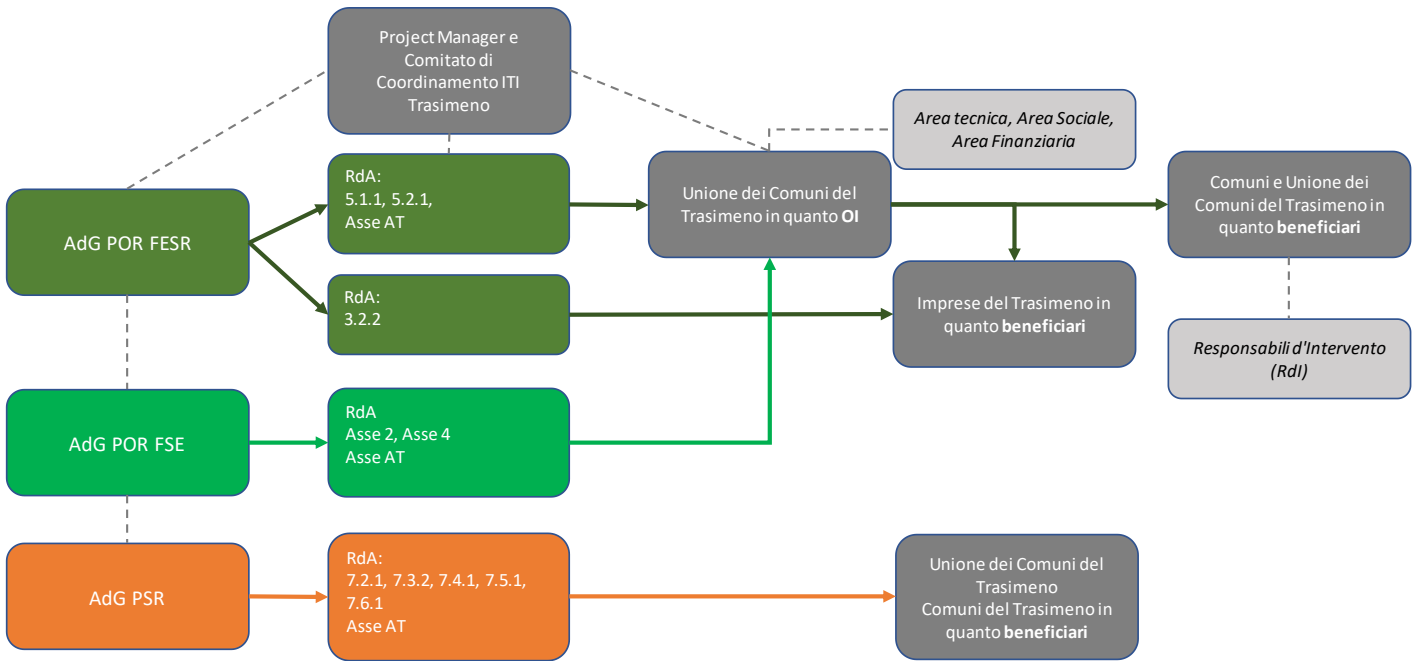 Project Manager e
Comitato di
Coordinamento ITI
Trasimeno
Area tecnica, Area Sociale,
Area Finanziaria
RdA:
5.1.1, 5.2.1,
Asse AT
Unione dei Comuni del
Trasimeno in quanto OI
Comuni e Unione dei
Comuni del Trasimeno in
quanto beneficiari
AdG POR FESR
RdA:
3.2.2
Imprese del Trasimeno in
quanto beneficiari
Responsabili d'Intervento
(RdI)
AdG POR FSE
RdA
Asse 2, Asse 4
Asse AT
AdG PSR
RdA:
7.2.1, 7.3.2, 7.4.1, 7.5.1,
7.6.1
Asse AT
Unione dei Comuni del
Trasimeno
Comuni del Trasimeno in
quanto beneficiari